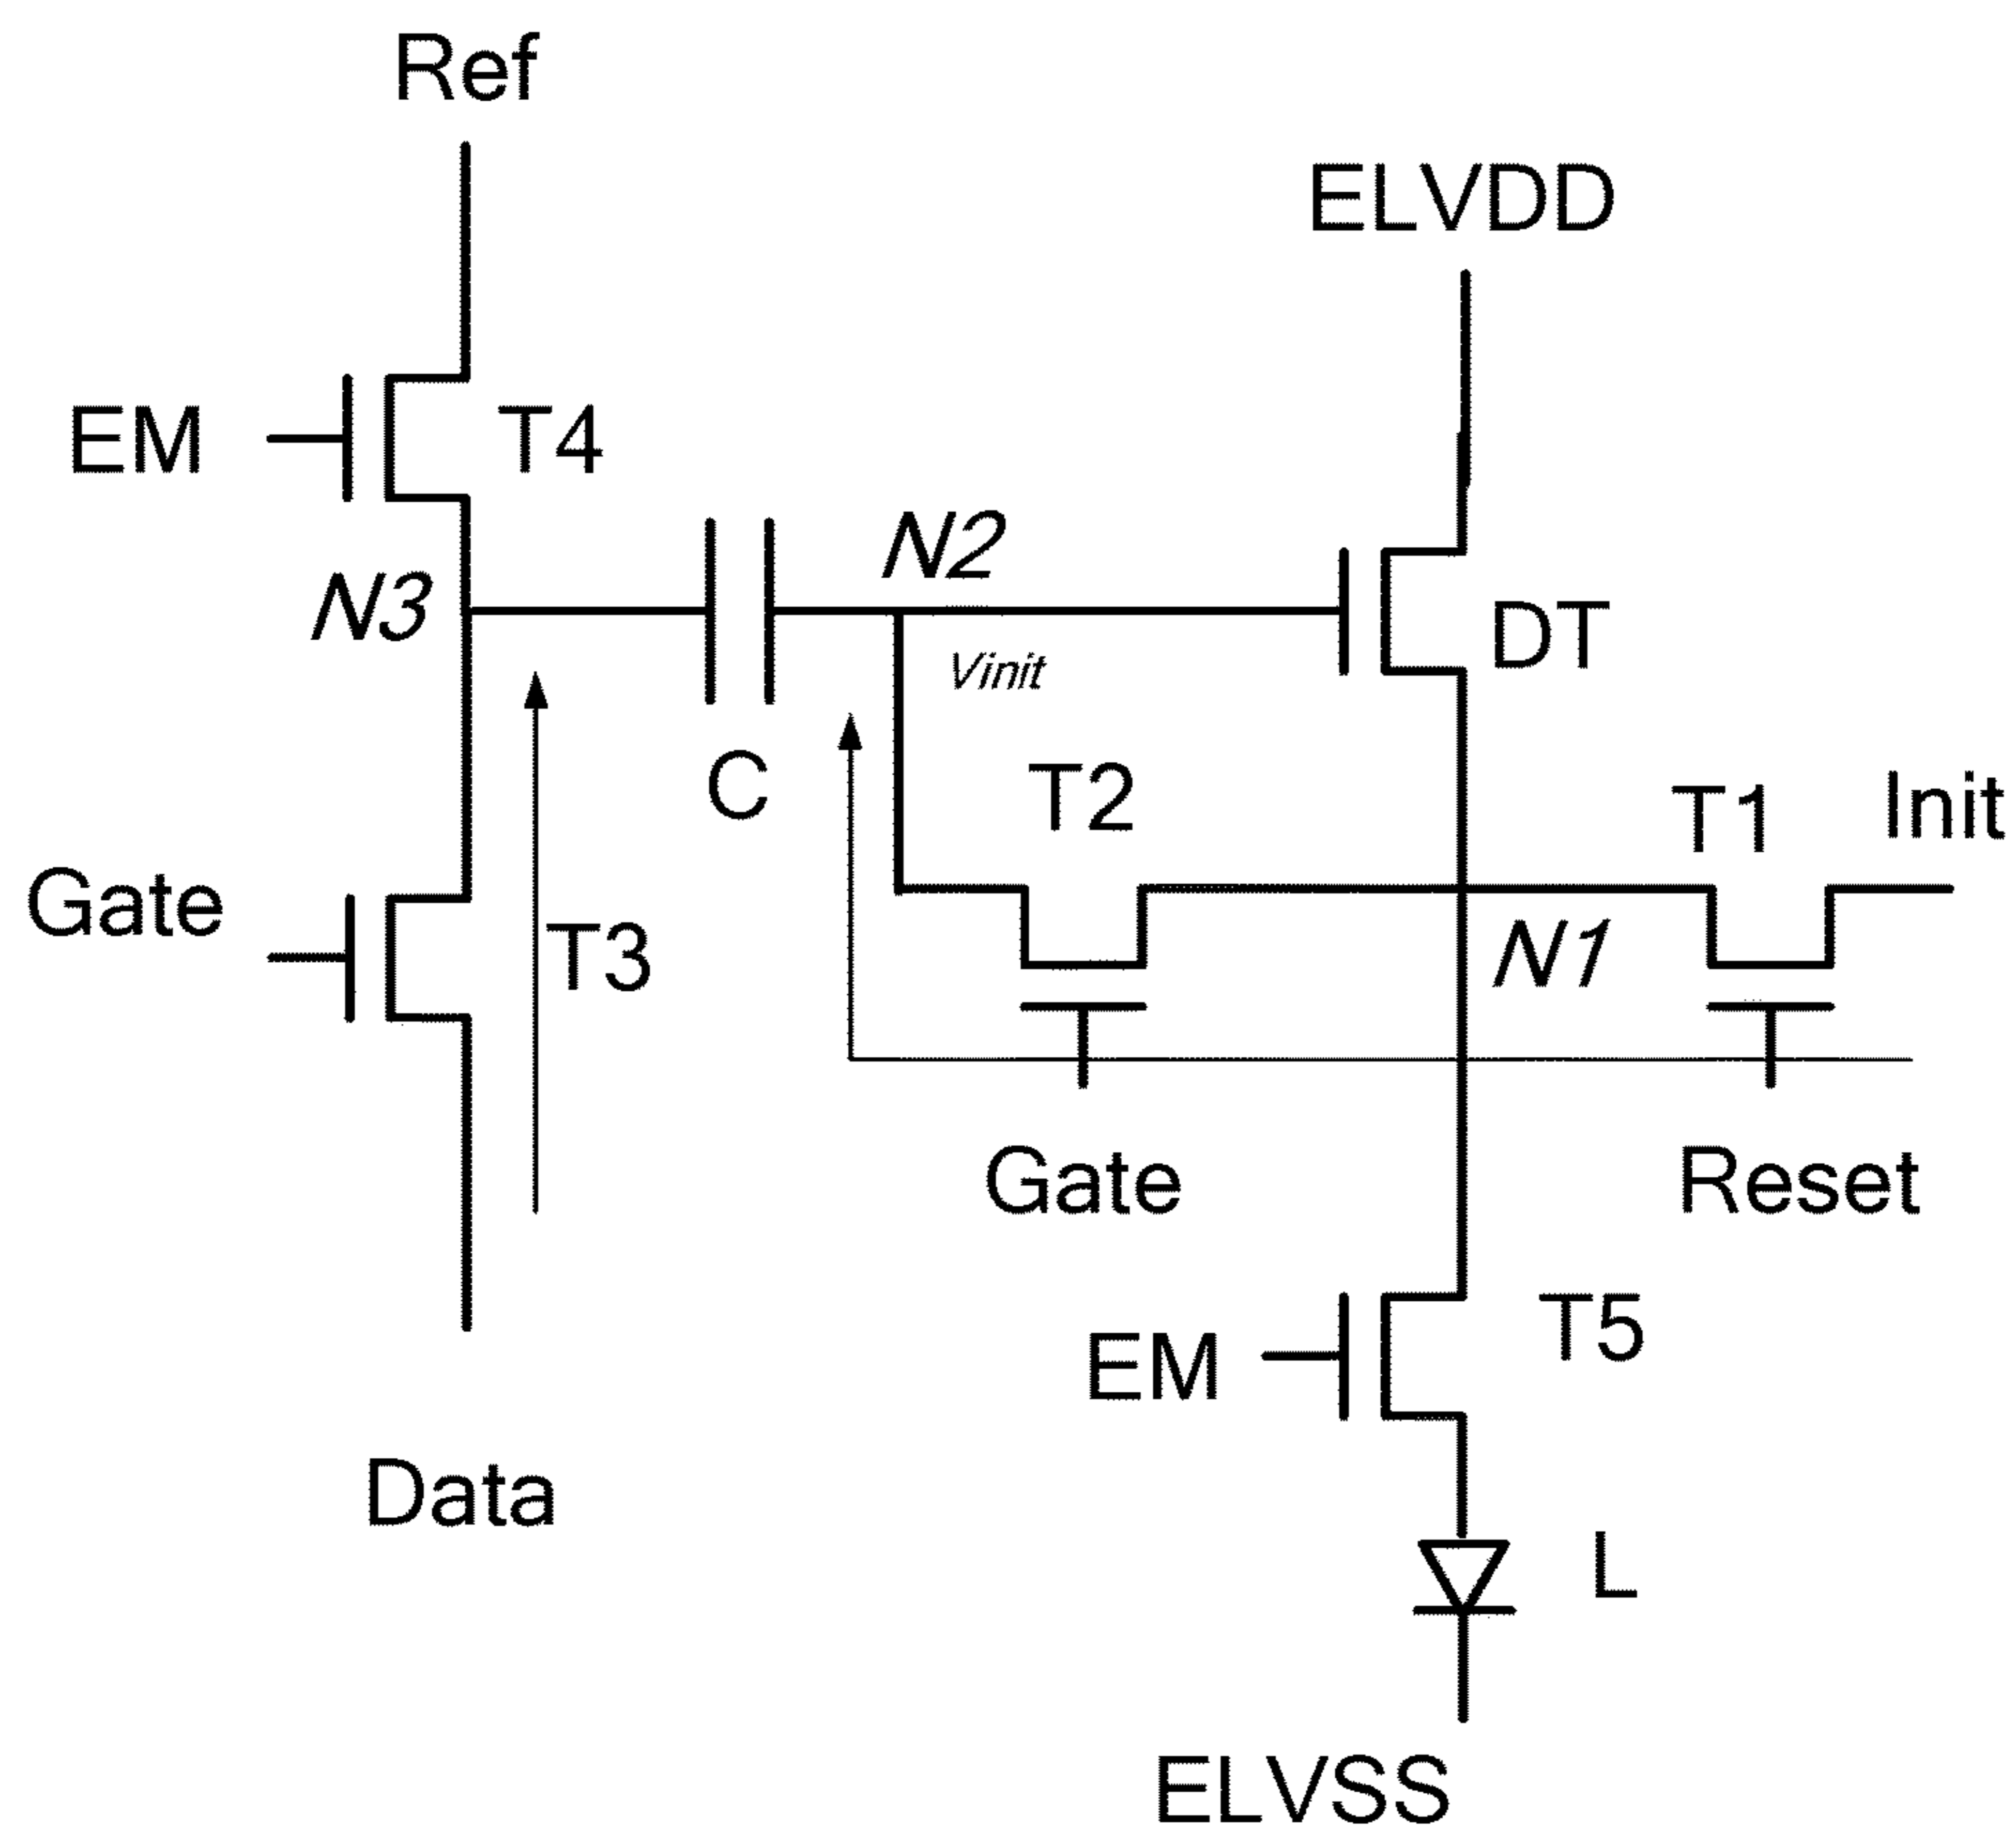 Ref
ELVDD
EM
T4
N2
N3
DT
Vinit
C
T2
T1
Init
Gate
T3
N1
Gate
Reset
T5
EM
Data
L
ELVSS